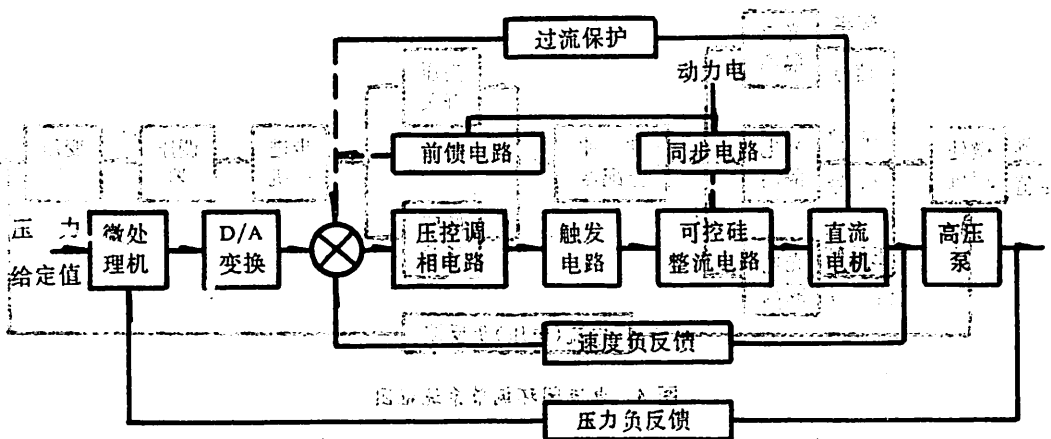 过流保护
动力电
前馈电路
同步电路
压力
给定值
微处
理机
D/A
变换
压控调
相电路
触发
电路
可控硅
整流电路
直流
电机
高压
泵
速度负反馈
压力负反馈